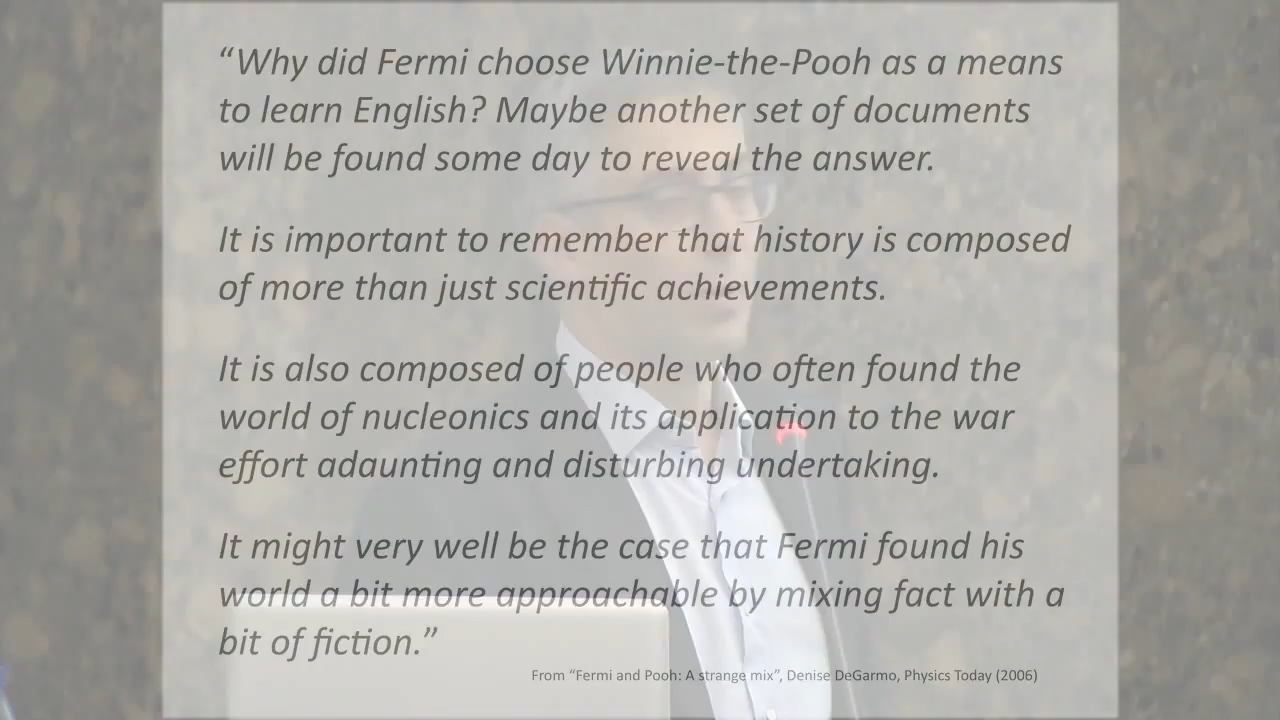 “Why did Fermi choose Winnie-the-Pooh as a means
to learn English? Maybe another set of documents
will be found some day to reveal the answer.
It is important to remember that history is composed
of more than just scientific achievements.
It is also composed of people who often found the
world of nucleonics and its application to the war
effort adaunting and disturbing undertaking.
It might very well be the case that Fermi found his
world a bit more approachable by mixing fact with a
bit of fiction.”
From “Fermi and Pooh: A strange mix”, Denise DeGarmo, Physics Today (2006)